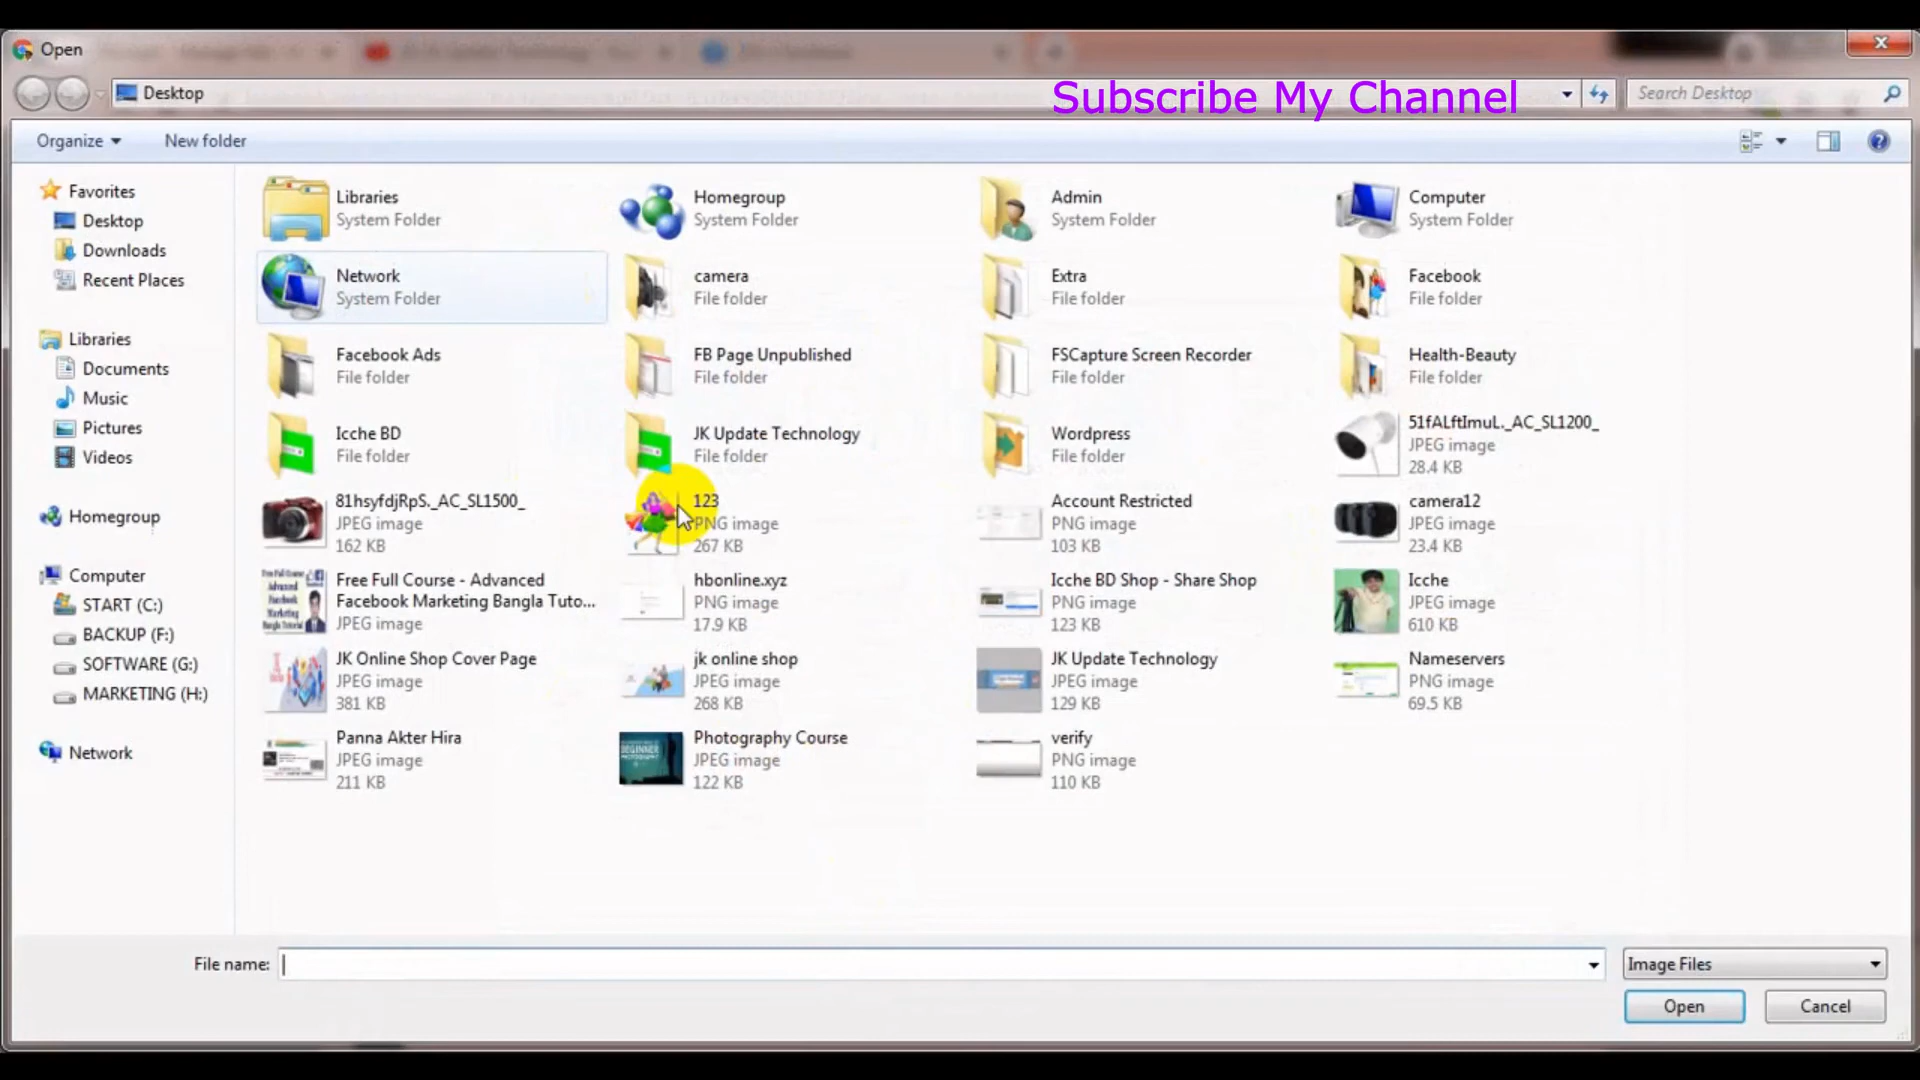 Open
Desktop
Subscribe My Channel
Search Desktop
Organize
New folder
Favorites
Desktop
Downloads
Recent Places
Libraries
Documents
Music
Pictures
Videos
Homegroup
Computer
START (C:)
BACKUP (F:)
SOFTWARE (G:)
MARKETING (H:)
Network
Libraries
System Folder
Homegroup
System Folder
Admin
System Folder
Computer
System Folder
Network
System Folder
camera
File folder
Extra
File folder
Facebook
File folder
Facebook Ads
File folder
FB Page Unpublished
File folder
FSCapture Screen Recorder
File folder
Health-Beauty
File folder
Icche BD
File folder
JK Update Technology
File folder
Wordpress
File folder
51fALftImuL._AC_SL1200_
JPEG image
28.4 KB
81hsyfdjRpS._AC_SL1500_
JPEG image
162 KB
123
PNG image
267 KB
Account Restricted
PNG image
103 KB
camera12
PNG image
23.4 KB
Free Full Course - Advanced
Facebook Marketing Bangla Tuto...
JPEG image
hbonline.xyz
PNG image
17.9 KB
Icche BD Shop - Share Shop
PNG image
123 KB
Icche
JPEG image
610 KB
JK Online Shop Cover Page
JPEG image
381 KB
jk online shop
JPEG image
268 KB
JK Update Technology
JPEG image
129 KB
Nameservers
PNG image
69.5 KB
Panna Akter Hira
JPEG image
211 KB
Photography Course
JPEG image
122 KB
verify
PNG image
110 KB
File name:
Image Files
Open
Cancel